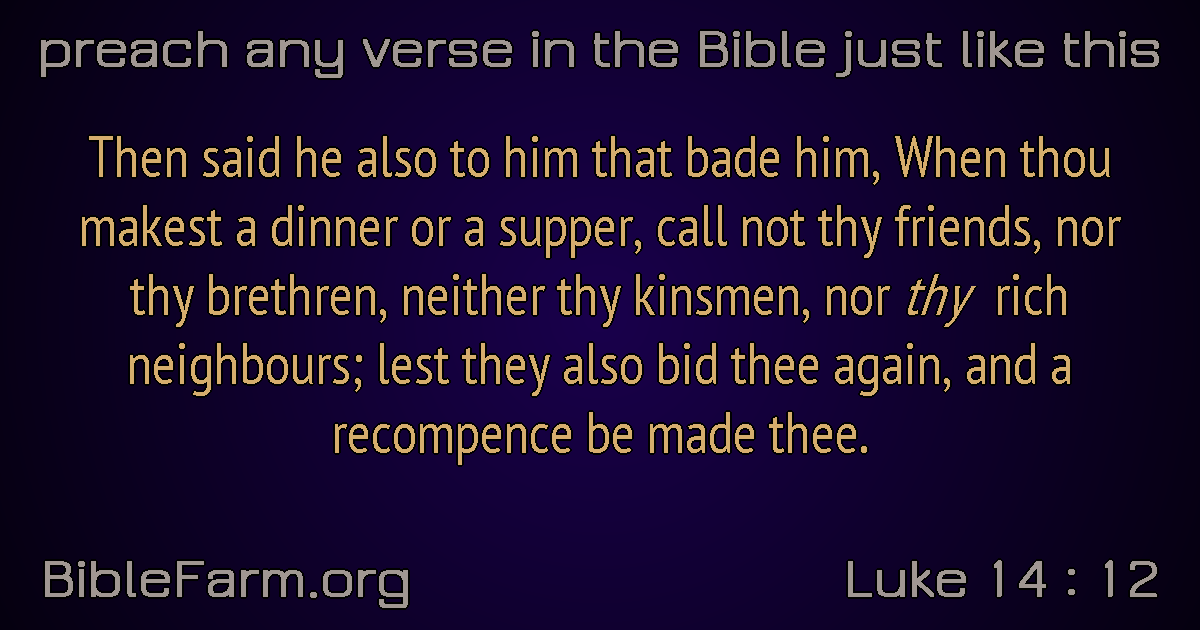 preach any verse in the Bible just like this
Then said he also to him that bade him, When thou
makest a dinner or a supper, call not thy friends, nor
thy brethren, neither thy kinsmen, nor thy rich
neighbours; lest they also bid thee again, and a
recompence be made thee.
BibleFarm.org
Luke 14 : 12